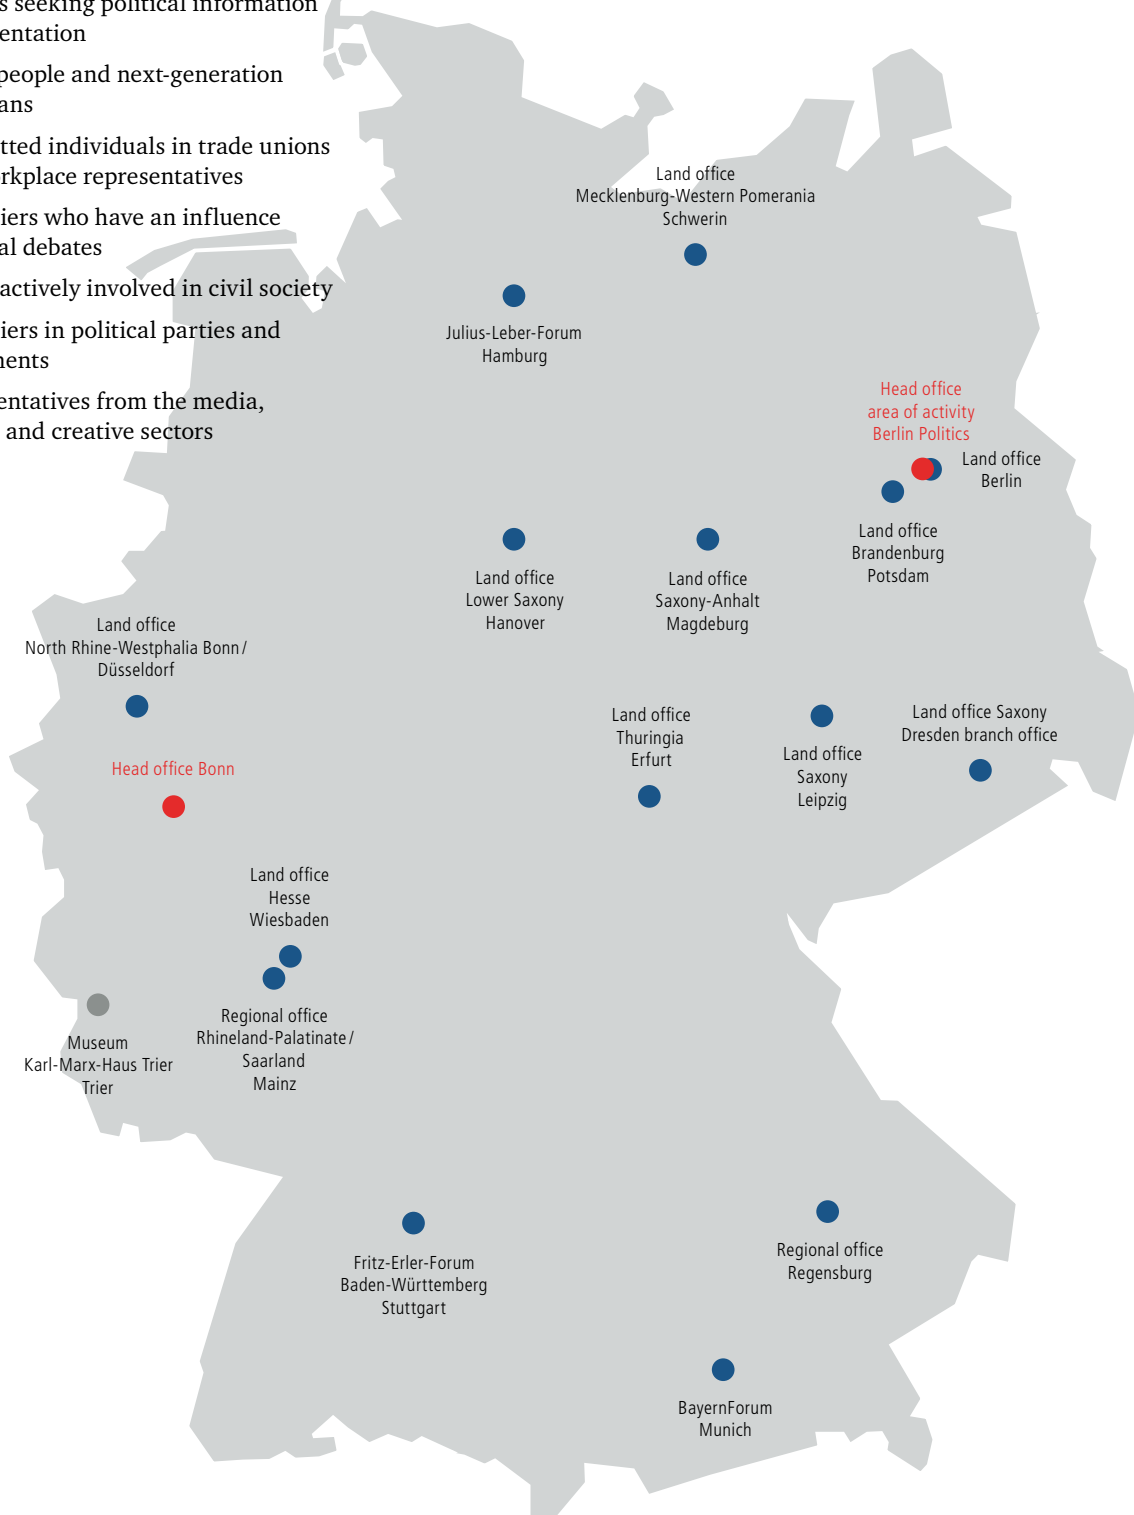 s seeking political information
entation
people and next-generation
ans
tted individuals in trade unions
rkplace representatives
iers who have an influence
al debates
actively involved in civil society
iers in political parties and
nents
entatives from the media,
and creative sectors
Land office
Mecklenburg-Western Pomerania
Schwerin
Julius-Leber-Forum
Hamburg
Head office
area of activity
Berlin Politics
Land office
Berlin
Land office
Brandenburg
Potsdam
Land office
Lower Saxony
Hanover
Land office
Saxony-Anhalt
Magdeburg
Land office
North Rhine-Westphalia Bonn/
Düsseldorf
Head office Bonn
Land office
Thuringia
Erfurt
Land office
Saxony
Leipzig
Land office Saxony
Dresden branch office
Land office
Hesse
Wiesbaden
Regional office
Rhineland-Palatinate/
Saarland
Mainz
Museum
Karl-Marx-Haus Trier
Trier
Fritz-Erler-Forum
Baden-Württemberg
Stuttgart
Regional office
Regensburg
BayernForum
Munich